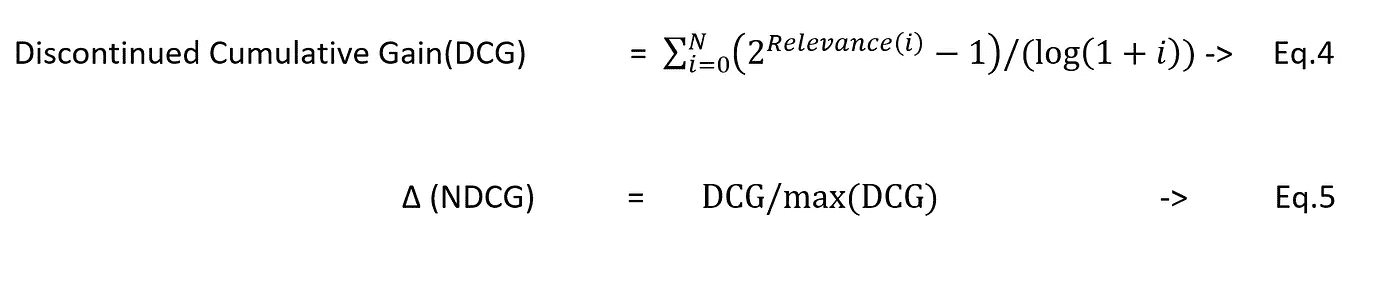 Discontinued Cumulative Gain(DCG) = ∑_{i=0}^{N}(2^{Relevance(i)} − 1)/(log(1 + i)) -> Eq.4
Δ (NDCG) = DCG/max(DCG) -> Eq.5